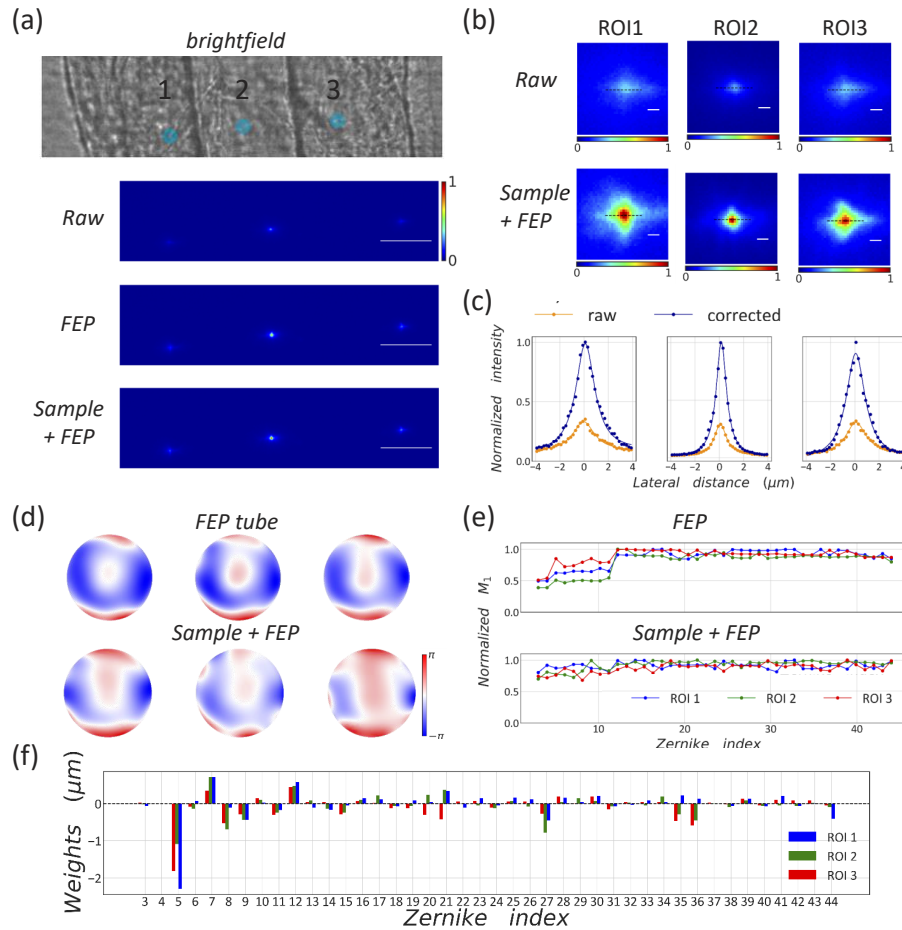 (a)
brightfield
1 2 3
Raw
1
0
FEP
Sample
+ FEP
(b)
ROI1 ROI2 ROI3
Raw
0 1 0 1 0 1
Sample
+ FEP
0 1 0 1 0 1
(c)
raw corrected
Normalized intensity
1.0
0.5
0.0
−4 −2 0 2 4 −4 −2 0 2 4 −4 −2 0 2 4
Lateral distance (μm)
(d)
FEP tube
Sample + FEP
π
−π
(e)
FEP
Normalized M1
1.0
0.5
0.0
Sample + FEP
1.0
0.5
0.0
ROI 1 ROI 2 ROI 3
10 20 30 40
Zernike index
(f)
Weights (μm)
0
−1
−2
ROI 1
ROI 2
ROI 3
3 4 5 6 7 8 9 10 11 12 13 14 15 16 17 18 19 20 21 22 23 24 25 26 27 28 29 30 31 32 33 34 35 36 37 38 39 40 41 42 43 44
Zernike index